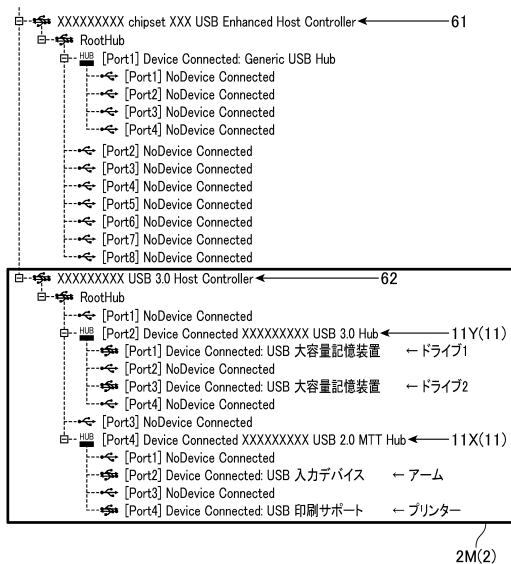 XXXXXXXXX chipset XXX USB Enhanced Host Controller 61
RootHub
HUB [Port1] Device Connected: Generic USB Hub
[Port1] NoDevice Connected
[Port2] NoDevice Connected
[Port3] NoDevice Connected
[Port4] NoDevice Connected
[Port2] NoDevice Connected
[Port3] NoDevice Connected
[Port4] NoDevice Connected
[Port5] NoDevice Connected
[Port6] NoDevice Connected
[Port7] NoDevice Connected
[Port8] NoDevice Connected
XXXXXXXXX USB 3.0 Host Controller 62
RootHub
[Port1] NoDevice Connected
HUB [Port2] Device Connected XXXXXXXXX USB 3.0 Hub 11Y(11)
[Port1] Device Connected: USB 大容量記憶装置 ←ドライブ1
[Port2] NoDevice Connected
[Port3] Device Connected: USB 大容量記憶装置 ←ドライブ2
[Port4] NoDevice Connected
[Port3] NoDevice Connected
HUB [Port4] Device Connected XXXXXXXXX USB 2.0 MTT Hub 11X(11)
[Port1] NoDevice Connected
[Port2] Device Connected: USB 入力デバイス ← アーム
[Port3] NoDevice Connected
[Port4] Device Connected: USB 印刷サポート ← プリンター
2M(2)